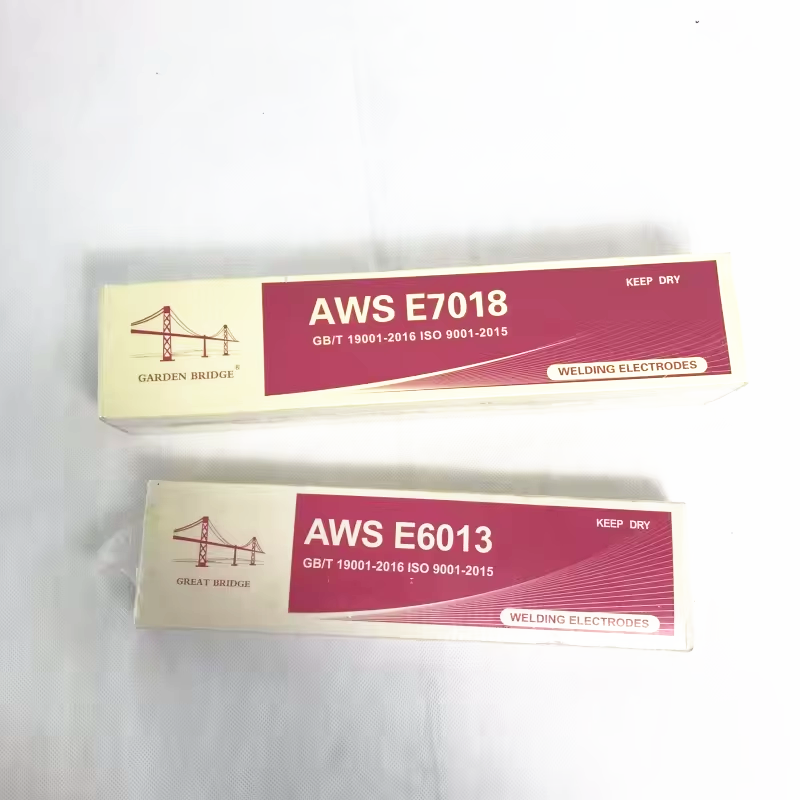 KEEP DRY
AWS E7018
GB/T 19001-2016 ISO 9001-2015
GARDEN BRIDGE®
WELDING ELECTRODES
KEEP DRY
AWS E6013
GB/T 19001-2016 ISO 9001-2015
GREAT BRIDGE
WELDING ELECTRODES